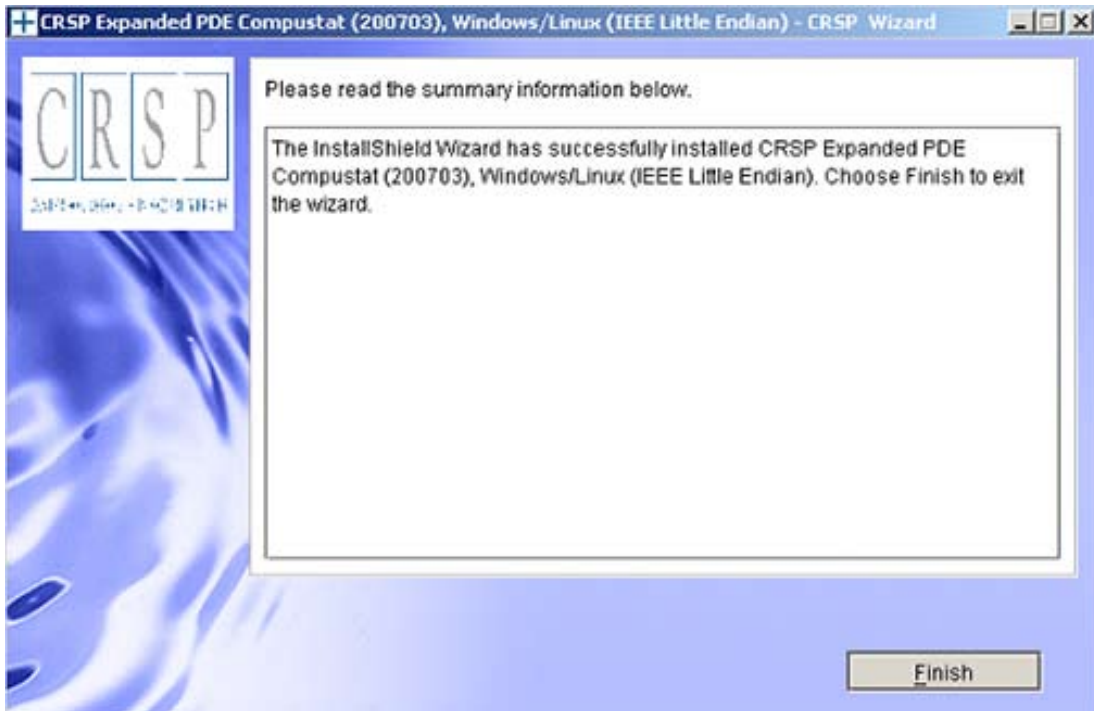 CRSP Expanded PDE Compustat (200703), Windows/Linux (IEEE Little Endian) - CRSP Wizard
CRSP
Please read the summary information below.
The InstallShield Wizard has successfully installed CRSP Expanded PDE
Compustat (200703), Windows/Linux (IEEE Little Endian). Choose Finish to exit
the wizard.
Finish